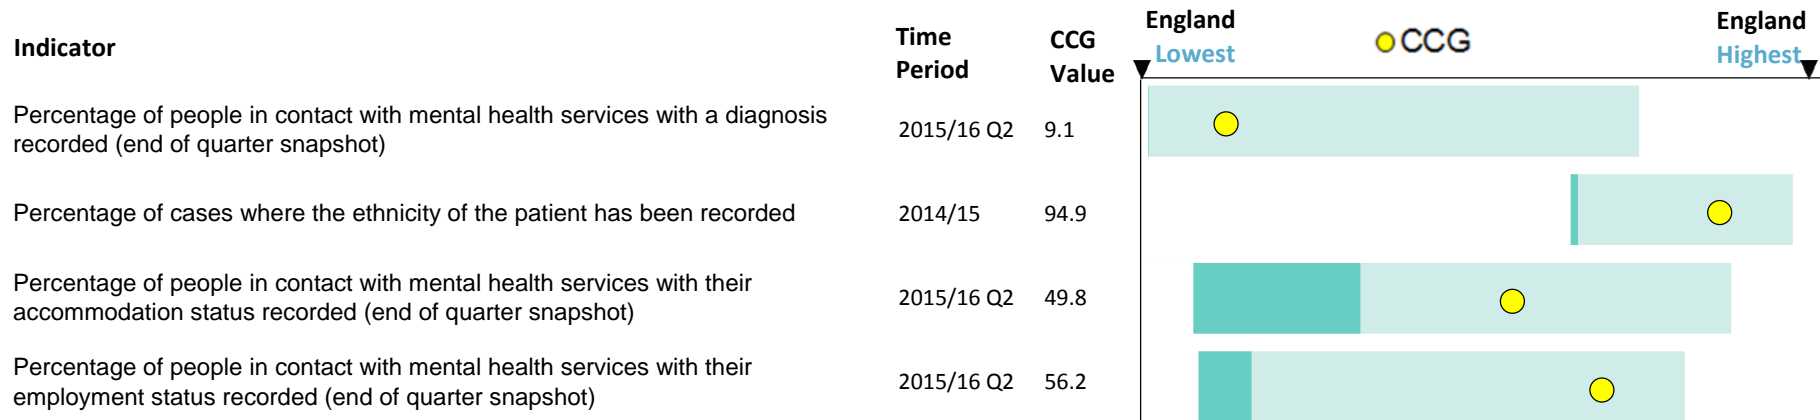 Indicator
Time Period
CCG Value
England Lowest
CCG
England Highest
Percentage of people in contact with mental health services with a diagnosis
recorded (end of quarter snapshot)
2015/16 Q2
9.1
Percentage of cases where the ethnicity of the patient has been recorded
2014/15
94.9
Percentage of people in contact with mental health services with their
accommodation status recorded (end of quarter snapshot)
2015/16 Q2
49.8
Percentage of people in contact with mental health services with their
employment status recorded (end of quarter snapshot)
2015/16 Q2
56.2